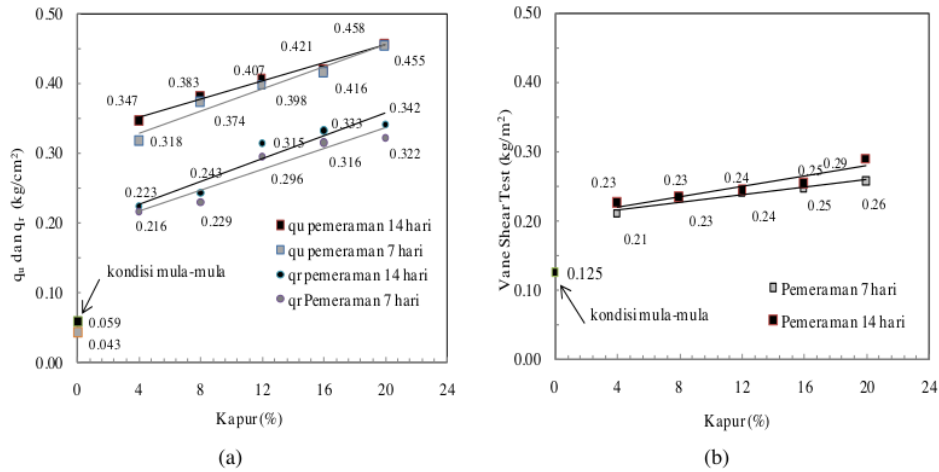 (a)
0.50
0.40
0.30
0.20
0.10
0.00
qu dan qr (kg/cm²)
0.347
0.383
0.407
0.421
0.458
0.318
0.374
0.398
0.416
0.455
0.223
0.243
0.315
0.333
0.342
0.216
0.229
0.296
0.316
0.322
qu pemeraman 14 hari
qu pemeraman 7 hari
qr pemeraman 14 hari
qr Pemeraman 7 hari
kondisi mula-mula
0.059
0.043
0 4 8 12 16 20 24
Kapur (%)
(a)
(b)
0.50
0.40
0.30
0.20
0.10
0.00
Vane Shear Test (kg/m²)
0.23
0.23
0.24
0.25
0.29
0.21
0.23
0.24
0.25
0.26
0.125
kondisi mula-mula
Pemeraman 7 hari
Pemeraman 14 hari
0 4 8 12 16 20 24
Kapur (%)
(b)